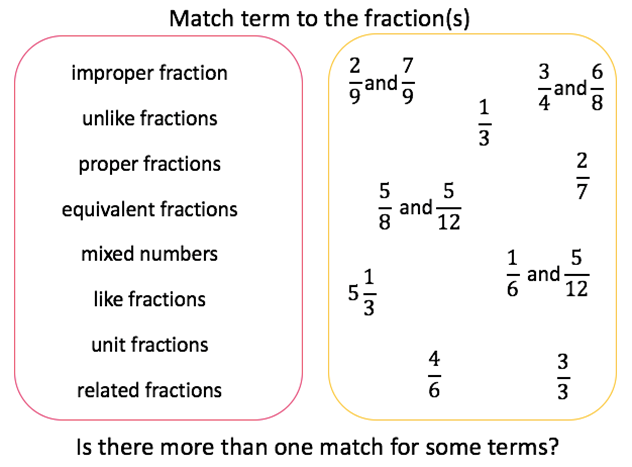 Match term to the fraction(s)
improper fraction
unlike fractions
proper fractions
equivalent fractions
mixed numbers
like fractions
unit fractions
related fractions
2/9 and 7/9
3/4 and 6/8
1/3
2/7
5/8 and 5/12
1/6 and 5/12
5 1/3
4/6
3/3
Is there more than one match for some terms?